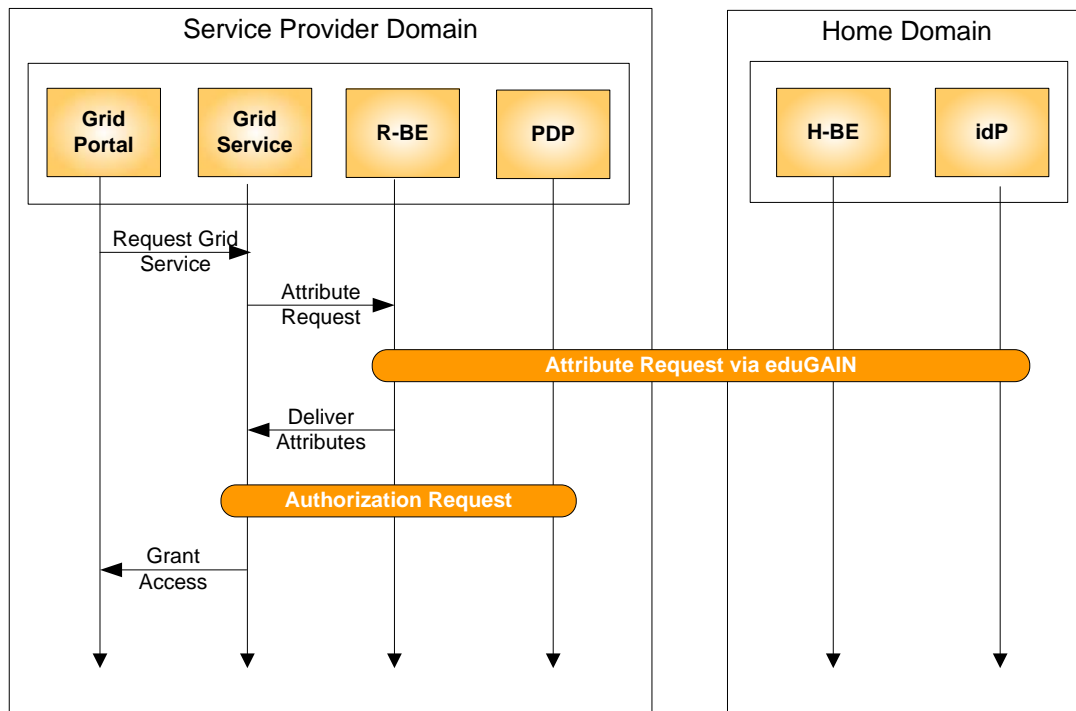 Service Provider Domain
Home Domain
Grid
Portal
Grid
Service
R-BE
PDP
H-BE
idP
Request Grid
Service
Attribute
Request
Attribute Request via eduGAIN
Deliver
Attributes
Authorization Request
Grant
Access